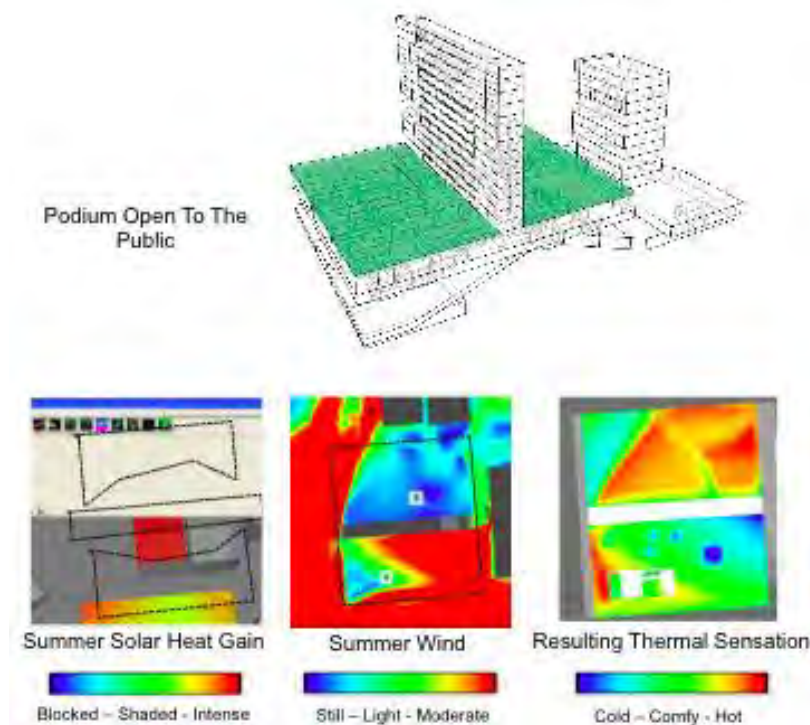 Podium Open To The
Public
Summer Solar Heat Gain
Summer Wind
Resulting Thermal Sensation
Blocked – Shaded - Intense
Still – Light - Moderate
Cold – Comfy - Hot